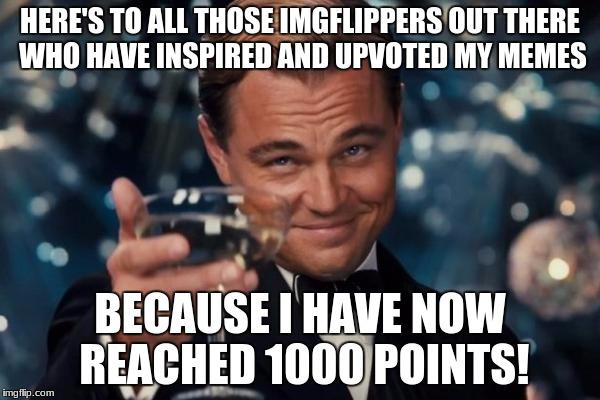 HERE'S TO ALL THOSE IMGFLIPPERS OUT THERE
WHO HAVE INSPIRED AND UPVOTED MY MEMES
BECAUSE I HAVE NOW
REACHED 1000 POINTS!
imgflip.com